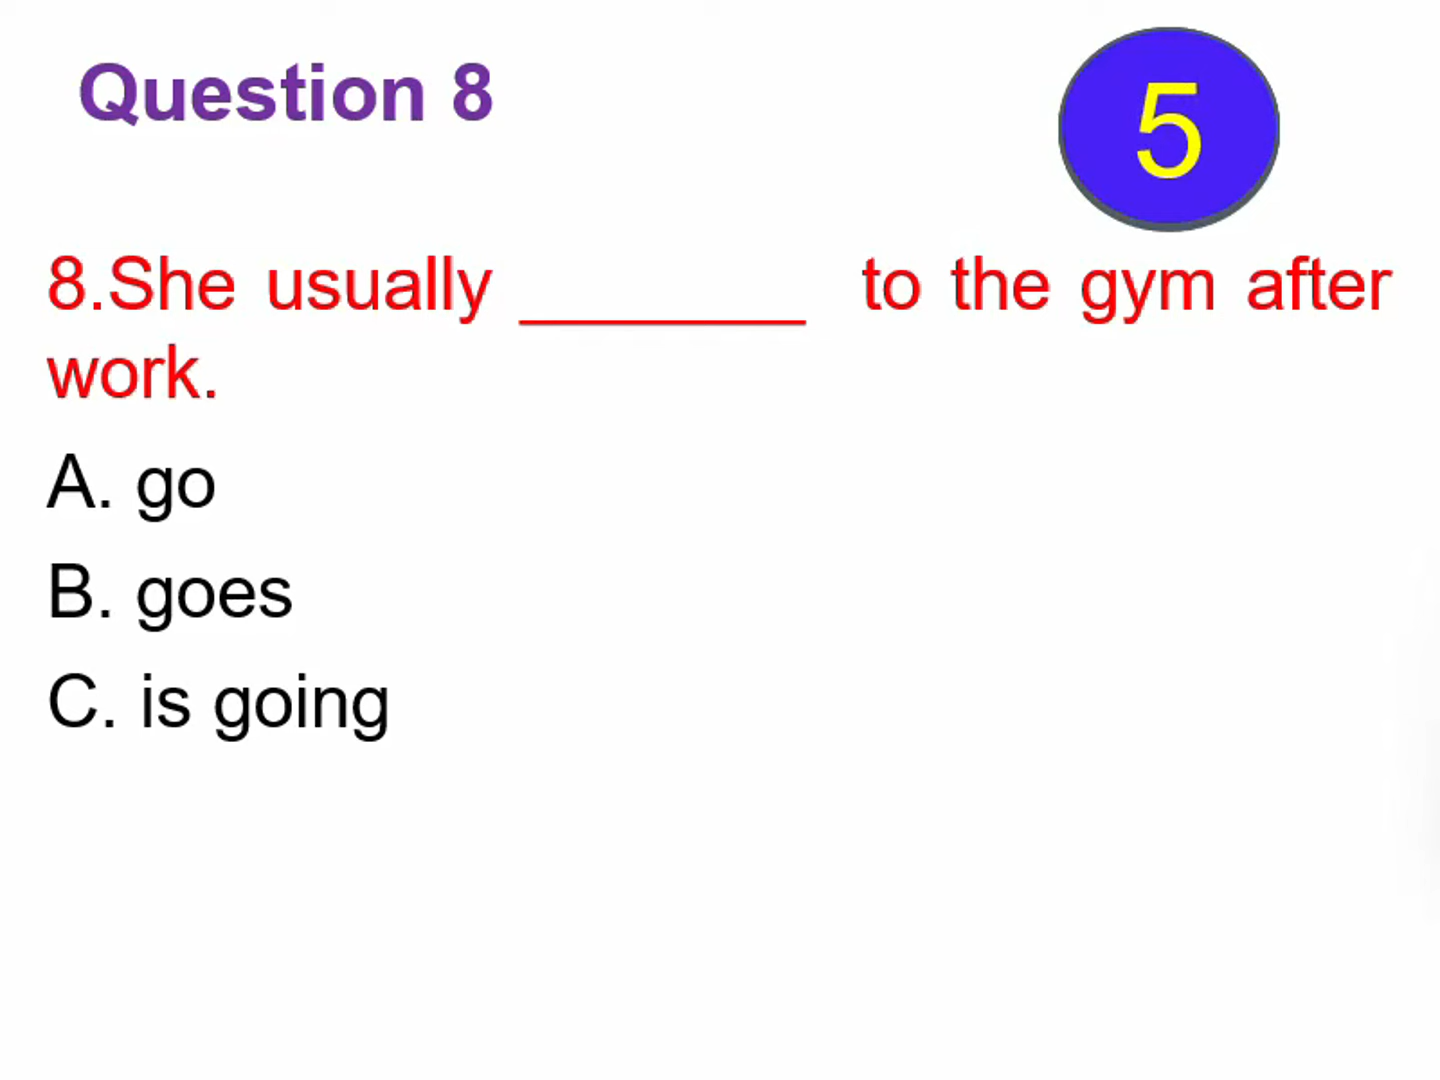 Question 8
5
8.She usually ________ to the gym after
work.
A. go
B. goes
C. is going